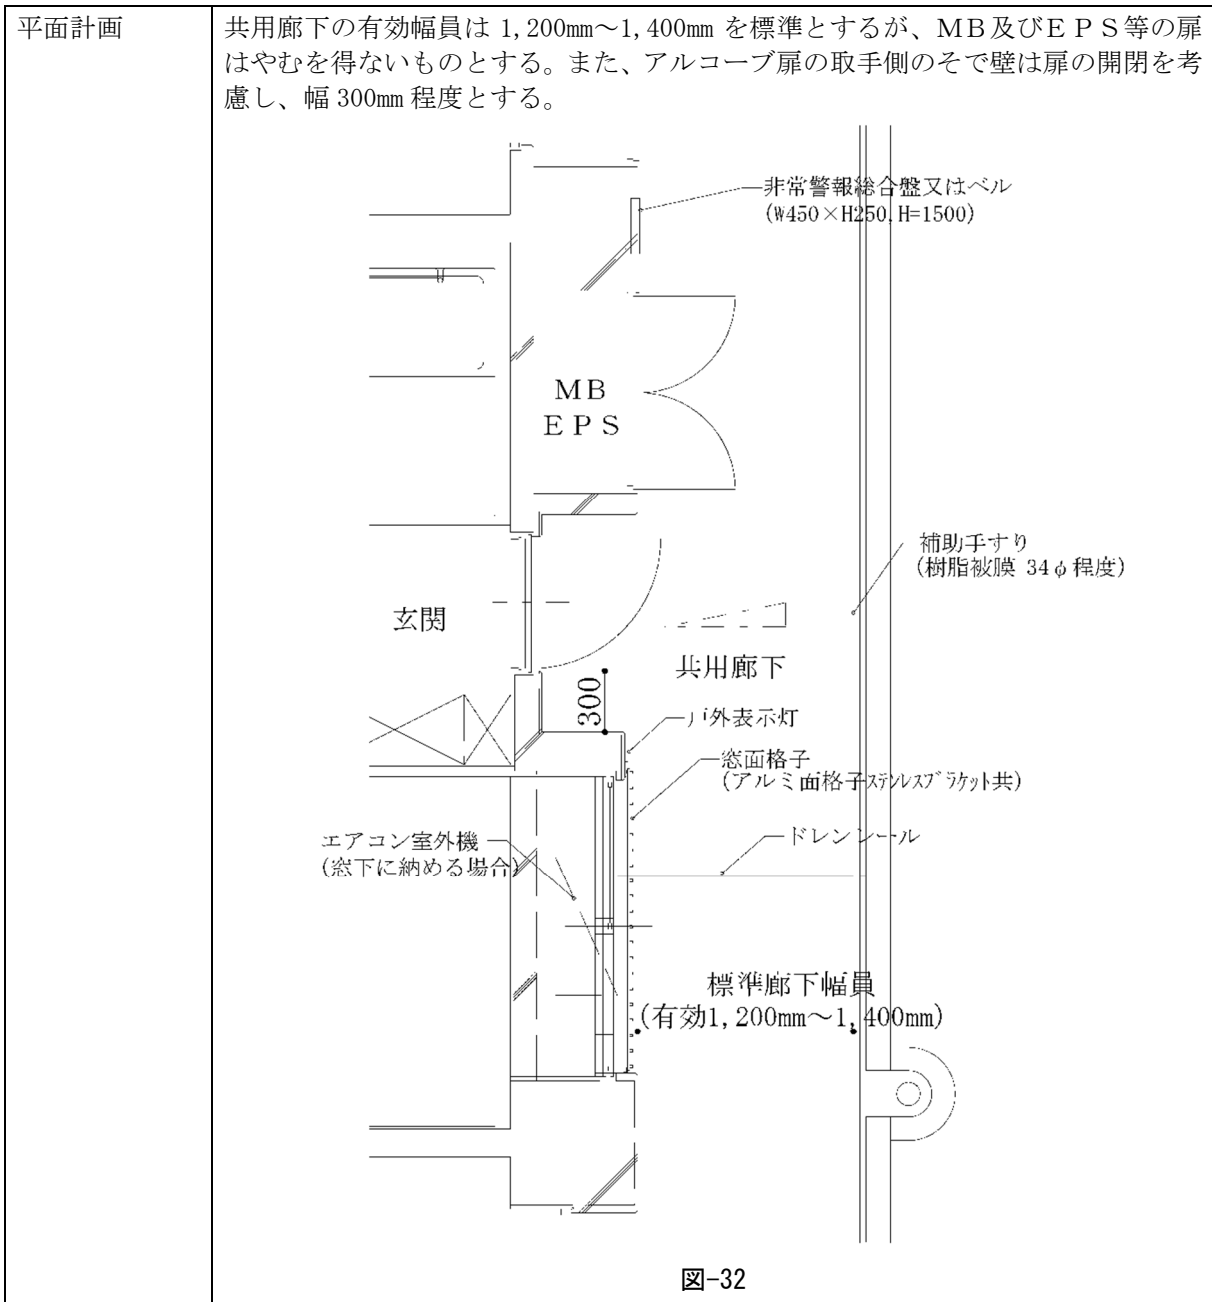 平面計画
共用廊下の有効幅員は 1,200㎜～1,400㎜ を標準とするが、ＭＢ及びＥＰＳ等の扉
はやむを得ないものとする。また、アルコーブ扉の取手側のそで壁は扉の開閉を考
慮し、幅 300㎜ 程度とする。
非常警報総合盤又はベル
(W450×H250,H=1500)
ＭＢ
ＥＰＳ
補助手すり
(樹脂被膜 34φ程度)
玄関
共用廊下
300
戸外表示灯
窓面格子
(アルミ面格子ｽﾃﾝﾚｽﾌﾞﾗｹｯﾄ共)
エアコン室外機
(窓下に納める場合)
ドレンレール
標準廊下幅員
(有効1,200mm～1,400mm)
図-32